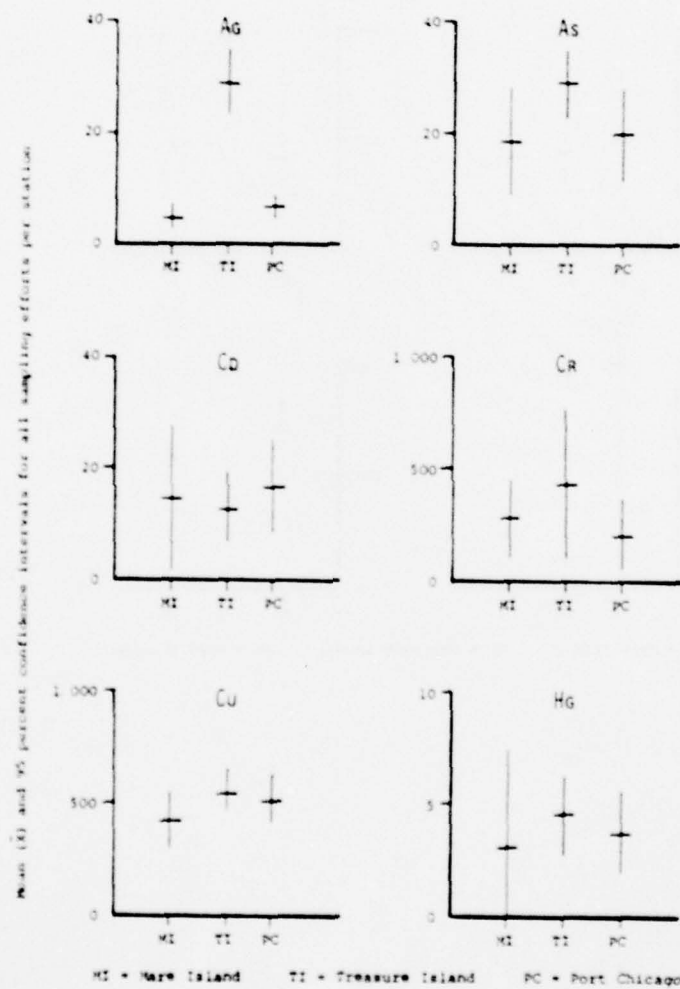 Mean (X̄) and 95 percent confidence intervals for all sampling efforts per station
40 AG
20
0
MI TI PC
40 AS
20
0
MI TI PC
40 CD
20
0
MI TI PC
1 000 CR
500
0
MI TI PC
1 000 CU
500
0
MI TI PC
10 HG
5
0
MI TI PC
MI = Mare Island TI = Treasure Island PC = Port Chicago